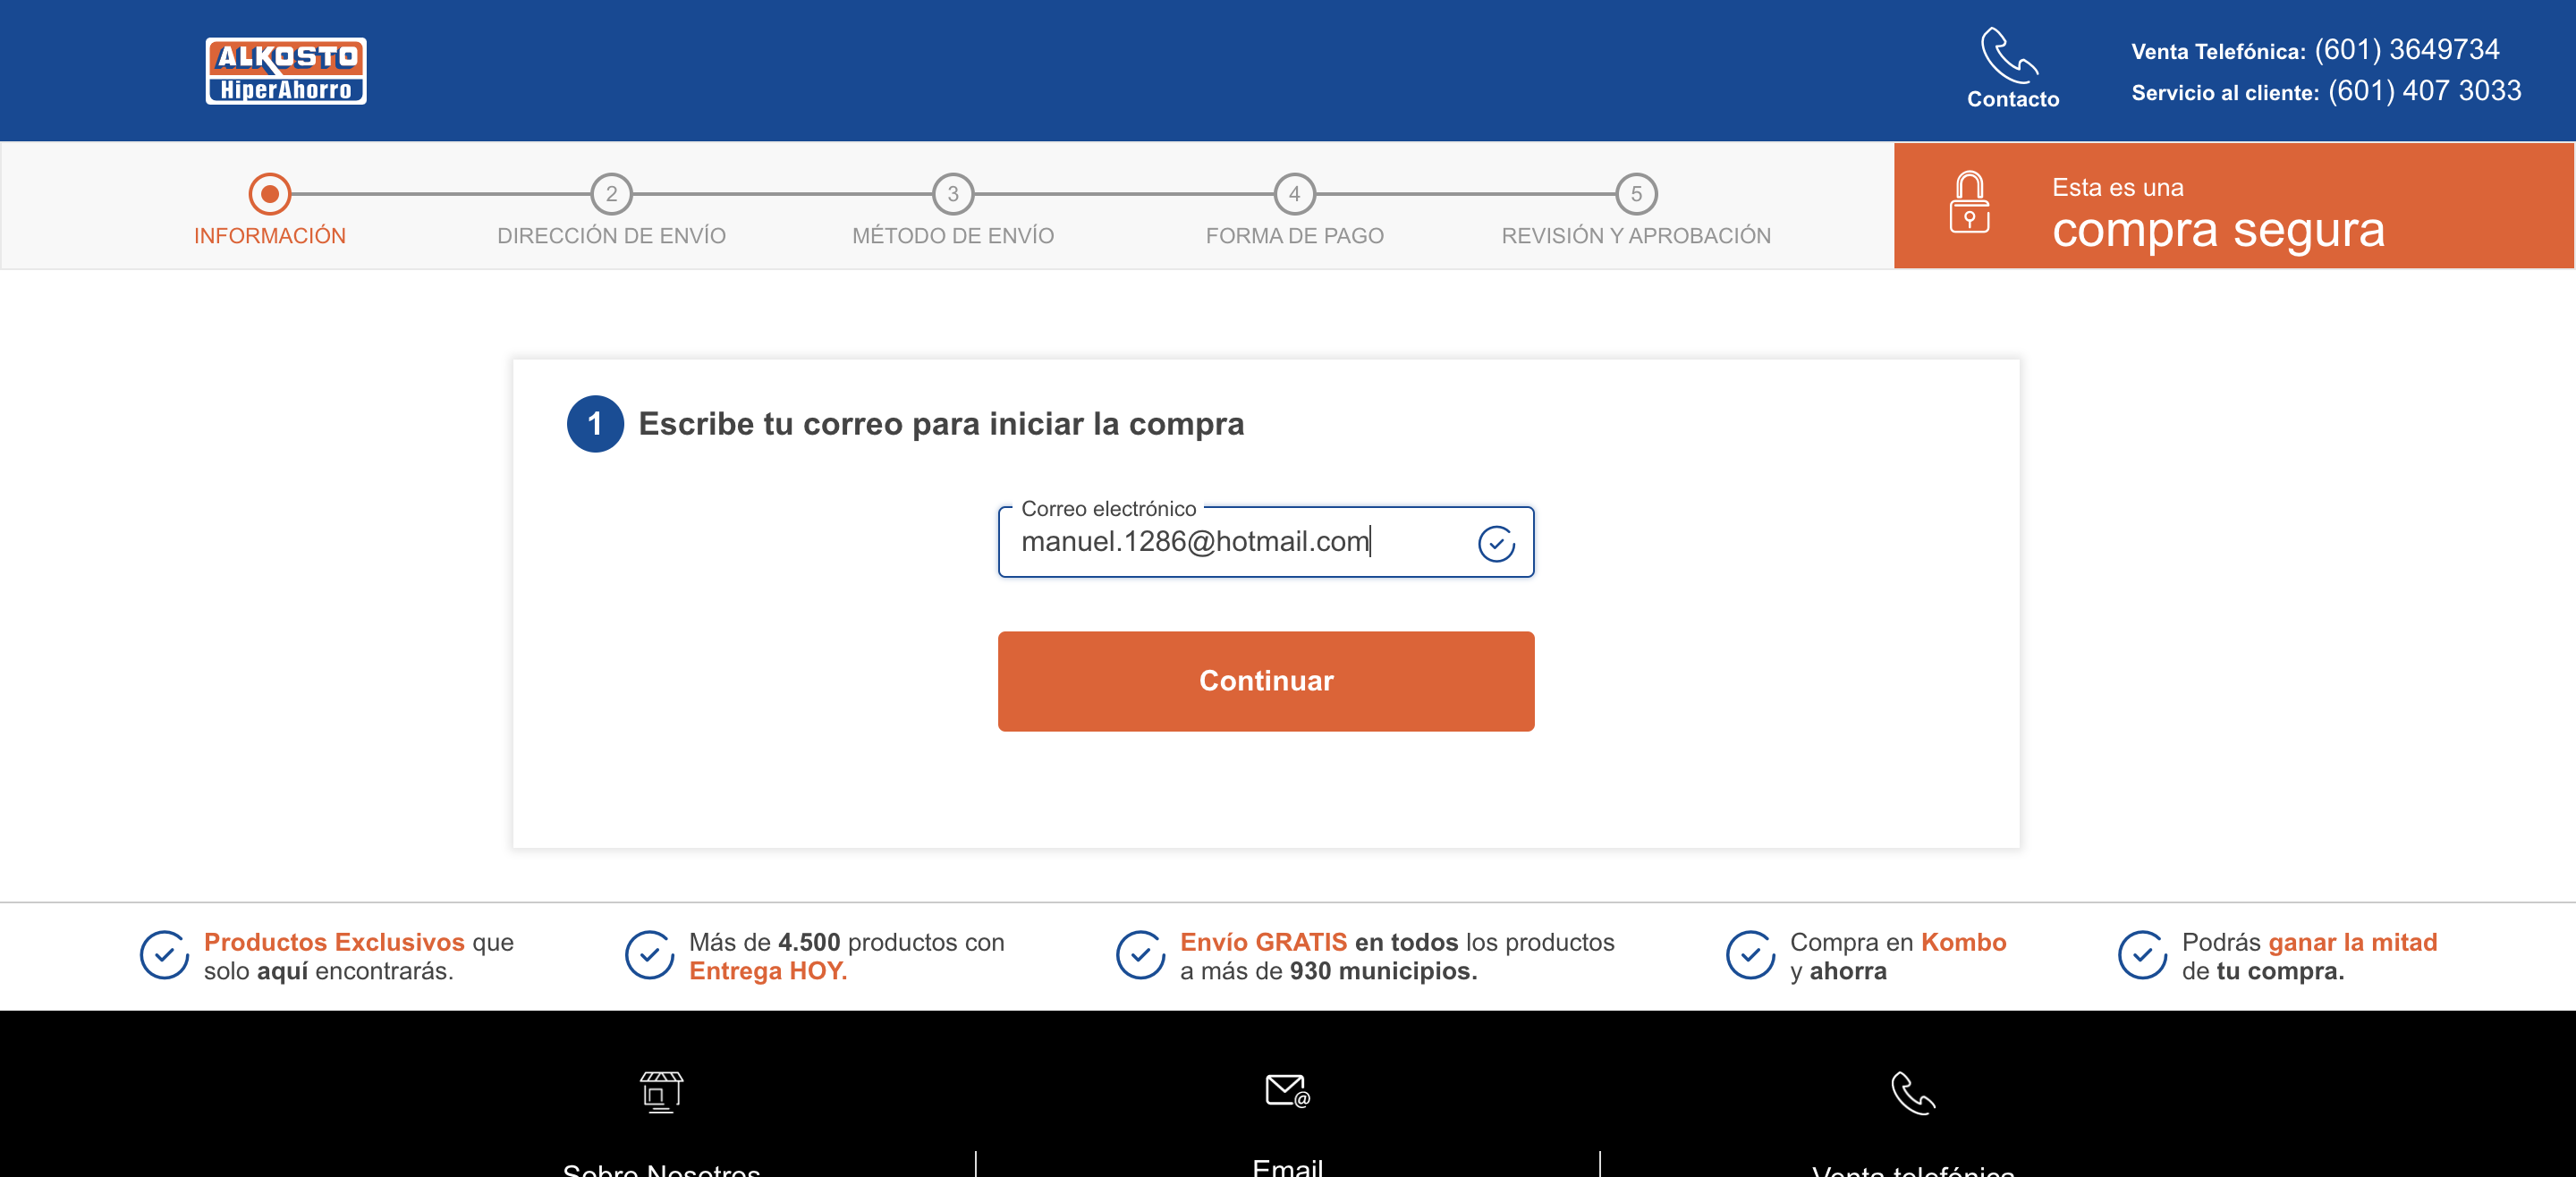 ALKOSTO
HiperAhorro
Contacto
Venta Telefónica: (601) 3649734
Servicio al cliente: (601) 407 3033
2
3
4
5
INFORMACIÓN
DIRECCIÓN DE ENVÍO
MÉTODO DE ENVÍO
FORMA DE PAGO
REVISIÓN Y APROBACIÓN
Esta es una
compra segura
1 Escribe tu correo para iniciar la compra
Correo electrónico
manuel.1286@hotmail.com
Continuar
Productos Exclusivos que
solo aquí encontrarás.
Más de 4.500 productos con
Entrega HOY.
Envío GRATIS en todos los productos
a más de 930 municipios.
Compra en Kombo
y ahorra
Podrás ganar la mitad
de tu compra.
Sobre Nosotros
Email
Venta telefónica